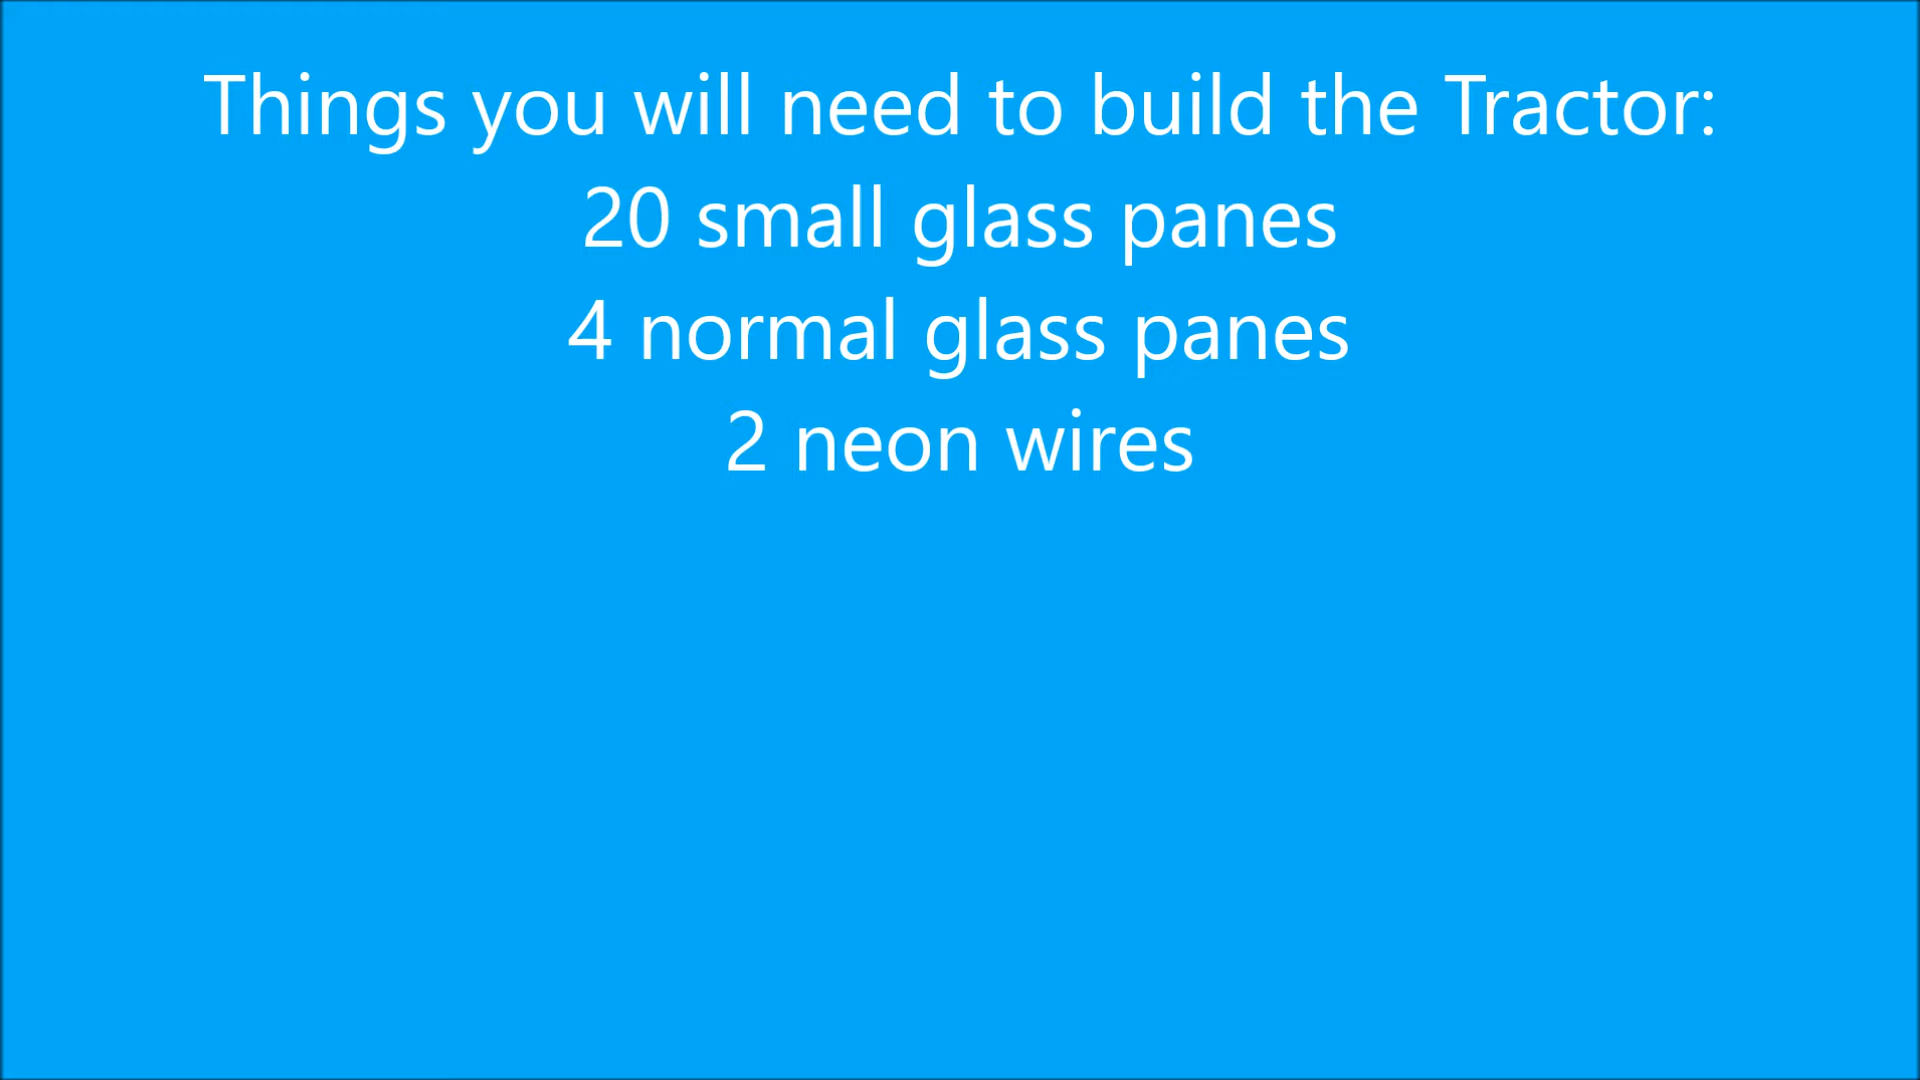 Things you will need to build the Tractor:
20 small glass panes
4 normal glass panes
2 neon wires